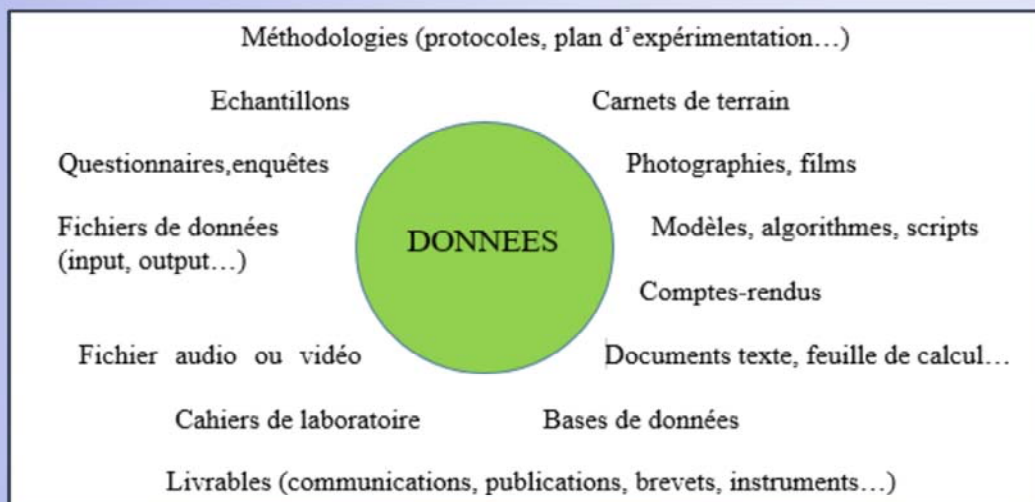 Méthodologies (protocoles, plan d’expérimentation…)
Echantillons
Carnets de terrain
Questionnaires,enquêtes
Photographies, films
Fichiers de données
(input, output…)
DONNEES
Modèles, algorithmes, scripts
Comptes-rendus
Fichier audio ou vidéo
Documents texte, feuille de calcul…
Cahiers de laboratoire
Bases de données
Livrables (communications, publications, brevets, instruments…)